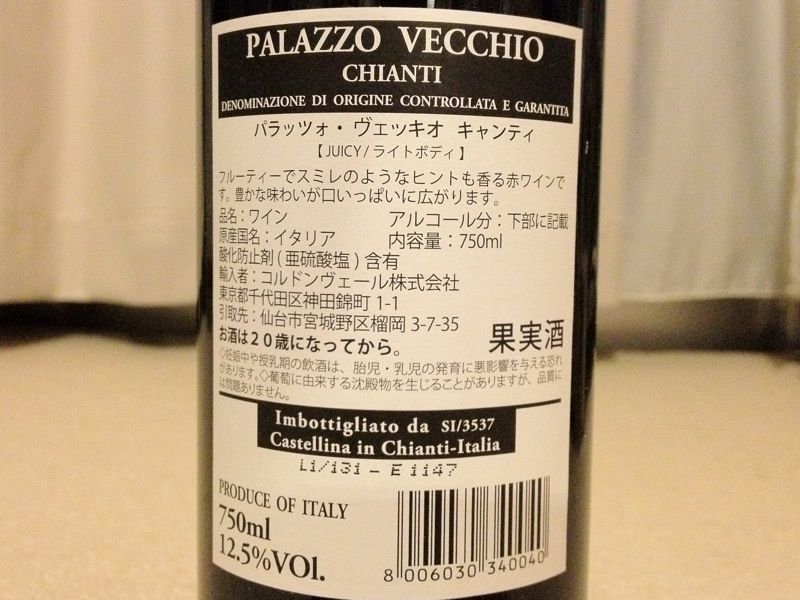 PALAZZO VECCHIO
CHIANTI
DENOMINAZIONE DI ORIGINE CONTROLLATA E GARANTITA
パラッツォ・ヴェッキオ キャンティ
【 JUICY / ライトボディ 】
フルーティーでスミレのようなヒントも香る赤ワインで
す。豊かな味わいが口いっぱいに広がります。
品名：ワイン　アルコール分：下部に記載
原産国名：イタリア　内容量：750ml
酸化防止剤 ( 亜硫酸塩 ) 含有
輸入者：コルドンヴェール株式会社
東京都千代田区神田錦町 1-1
引取先：仙台市宮城野区榴岡 3-7-35
お酒は２０歳になってから。 果実酒
◇妊娠中や授乳期の飲酒は、胎児・乳児の発育に悪影響を与える恐れ
があります。◇葡萄に由来する沈殿物を生じることがありますが、品質に
は問題ありません。
Imbottigliato da SI/3537
Castellina in Chianti-Italia
Li/131 - E 1147
PRODUCE OF ITALY
750ml
12.5%VOl.
8 006030 340040